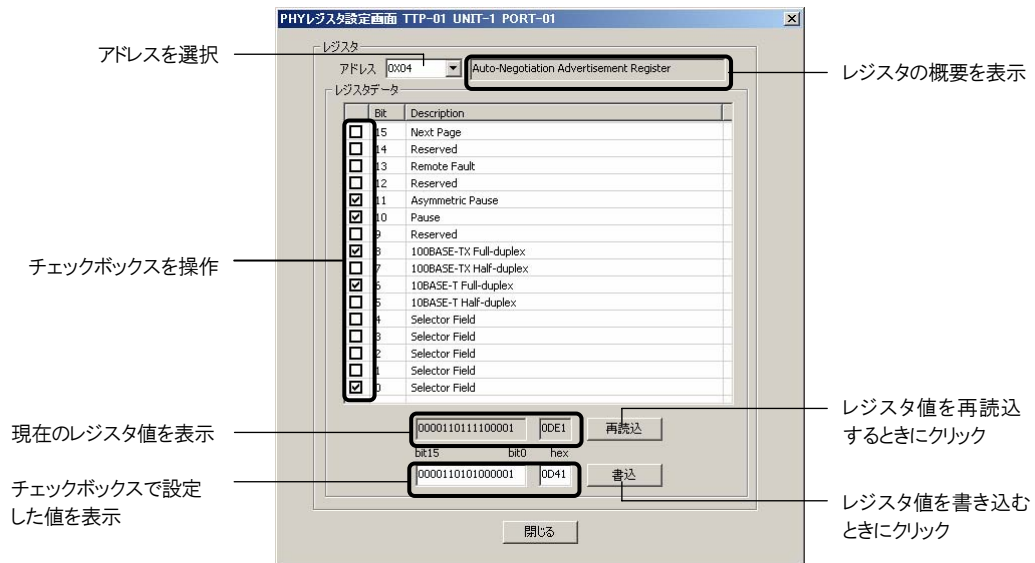 PHYレジスタ設定画面 TTP-01 UNIT-1 PORT-01
レジスタ
アドレスを選択
アドレス 0X04 Auto-Negotiation Advertisement Register
レジスタの概要を表示
レジスタデータ
Bit Description
15 Next Page
14 Reserved
13 Remote Fault
12 Reserved
11 Asymmetric Pause
10 Pause
9 Reserved
8 100BASE-TX Full-duplex
チェックボックスを操作
7 100BASE-TX Half-duplex
6 10BASE-T Full-duplex
5 10BASE-T Half-duplex
4 Selector Field
3 Selector Field
2 Selector Field
1 Selector Field
0 Selector Field
現在のレジスタ値を表示
0000110111100001 0DE1 再読込
レジスタ値を再読込
するときにクリック
bit15 bit0 hex
チェックボックスで設定
した値を表示
0000110101000001 0D41 書込
レジスタ値を書き込む
ときにクリック
閉じる